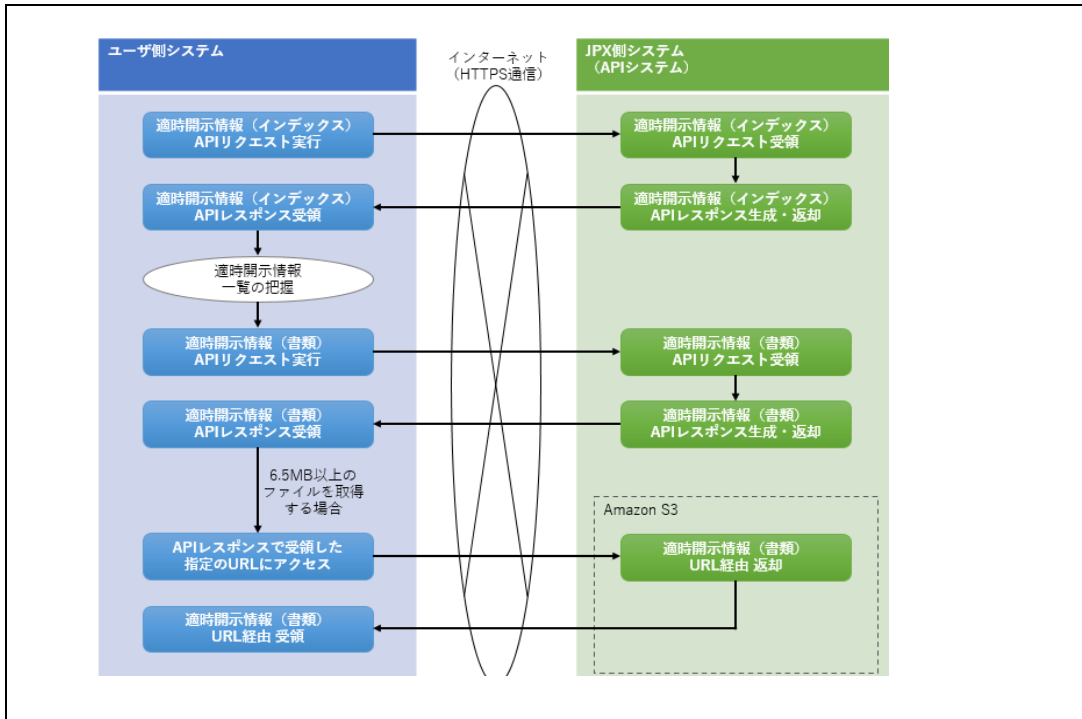 ユーザ側システム
インターネット
（HTTPS通信）
JPX側システム
（APIシステム）
適時開示情報（インデックス）
APIリクエスト実行
適時開示情報（インデックス）
APIリクエスト受領
適時開示情報（インデックス）
APIレスポンス受領
適時開示情報（インデックス）
APIレスポンス生成・返却
適時開示情報
一覧の把握
適時開示情報（書類）
APIリクエスト実行
適時開示情報（書類）
APIリクエスト受領
適時開示情報（書類）
APIレスポンス受領
適時開示情報（書類）
APIレスポンス生成・返却
6.5MB以上の
ファイルを取得
する場合
Amazon S3
APIレスポンスで受領した
指定のURLにアクセス
適時開示情報（書類）
URL経由 返却
適時開示情報（書類）
URL経由 受領